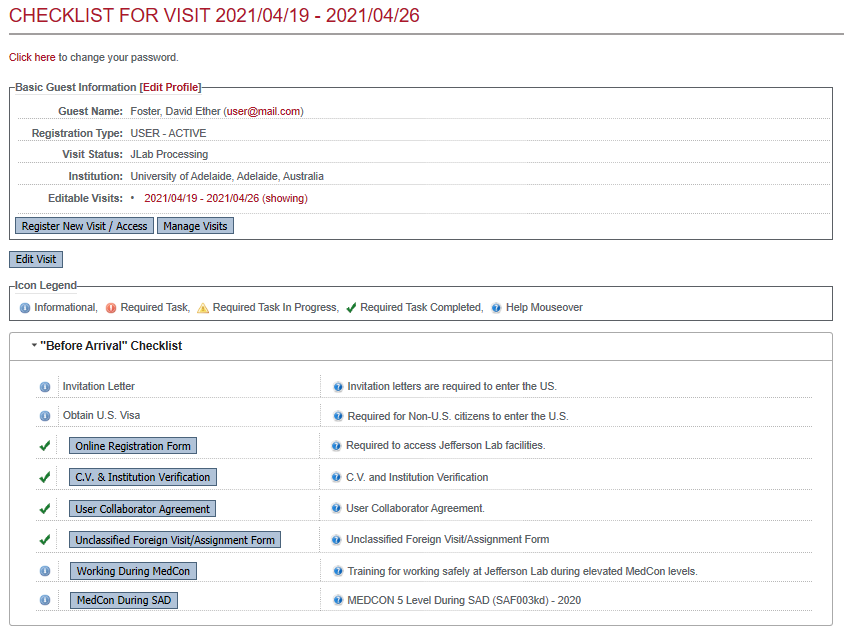 CHECKLIST FOR VISIT 2021/04/19 - 2021/04/26
Click here to change your password.
Basic Guest Information [Edit Profile]
Guest Name: Foster, David Ether (user@mail.com)
Registration Type: USER - ACTIVE
Visit Status: JLab Processing
Institution: University of Adelaide, Adelaide, Australia
Editable Visits: • 2021/04/19 - 2021/04/26 (showing)
Register New Visit / Access Manage Visits
Edit Visit
Icon Legend
Informational, Required Task, Required Task In Progress, Required Task Completed, Help Mouseover
"Before Arrival" Checklist
Invitation Letter Invitation letters are required to enter the US.
Obtain U.S. Visa Required for Non-U.S. citizens to enter the U.S.
Online Registration Form Required to access Jefferson Lab facilities.
C.V. & Institution Verification C.V. and Institution Verification
User Collaborator Agreement User Collaborator Agreement.
Unclassified Foreign Visit/Assignment Form Unclassified Foreign Visit/Assignment Form
Working During MedCon Training for working safely at Jefferson Lab during elevated MedCon levels.
MedCon During SAD MEDCON 5 Level During SAD (SAF003kd) - 2020